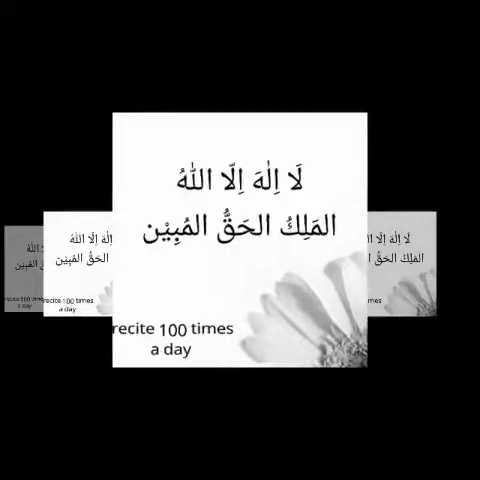 لَا اِلٰهَ اِلّا اللّٰهُ
المَلِكُ الحَقُّ المُبِيْن
recite 100 times
a day